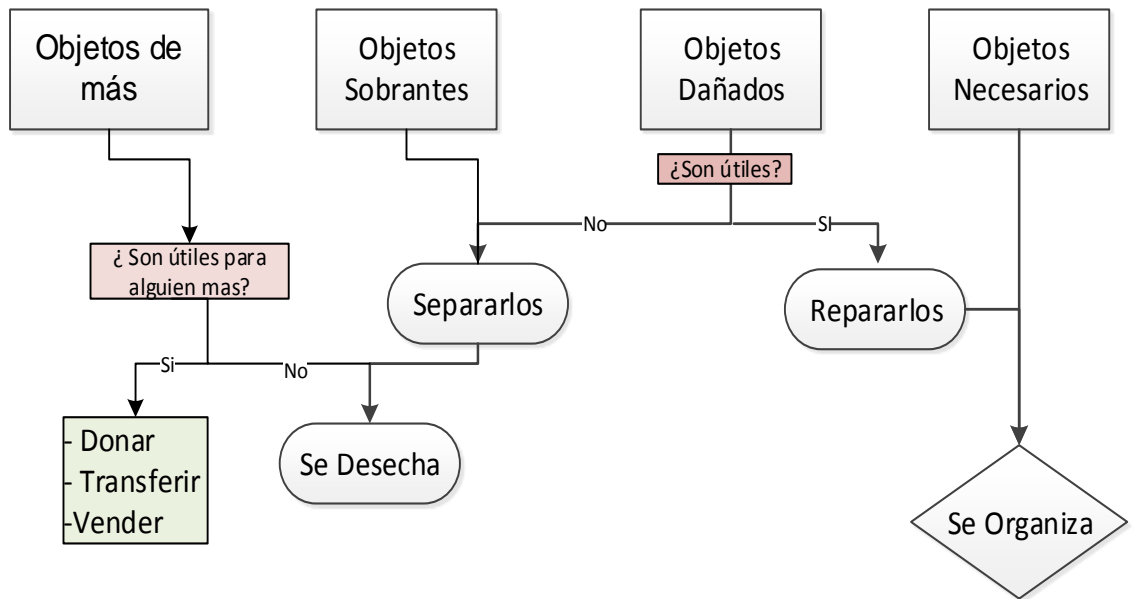 Objetos de
más
Objetos
Sobrantes
Objetos
Dañados
Objetos
Necesarios
¿Son útiles?
No
SI
¿ Son útiles para
alguien mas?
Separarlos
Repararlos
Si
No
- Donar
- Transferir
-Vender
Se Desecha
Se Organiza